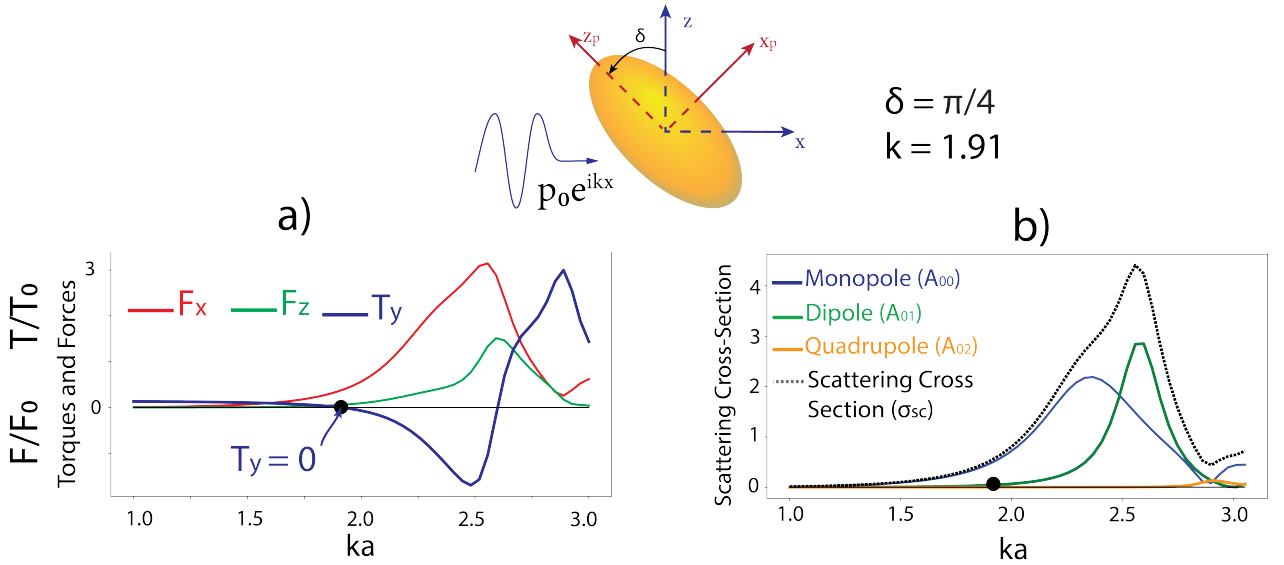 z
z_p
δ
x_p
x
p₀e^{ikx}
δ = π/4
k = 1.91
a)
F/F₀ T/T₀
Torques and Forces
3
0
Fx
Fz
Ty
Ty = 0
1.0 1.5 2.0 2.5 3.0
ka
b)
Scattering Cross-Section
4
3
2
1
0
Monopole (A₀₀)
Dipole (A₀₁)
Quadrupole (A₀₂)
Scattering Cross
Section (σsc)
1.0 1.5 2.0 2.5 3.0
ka